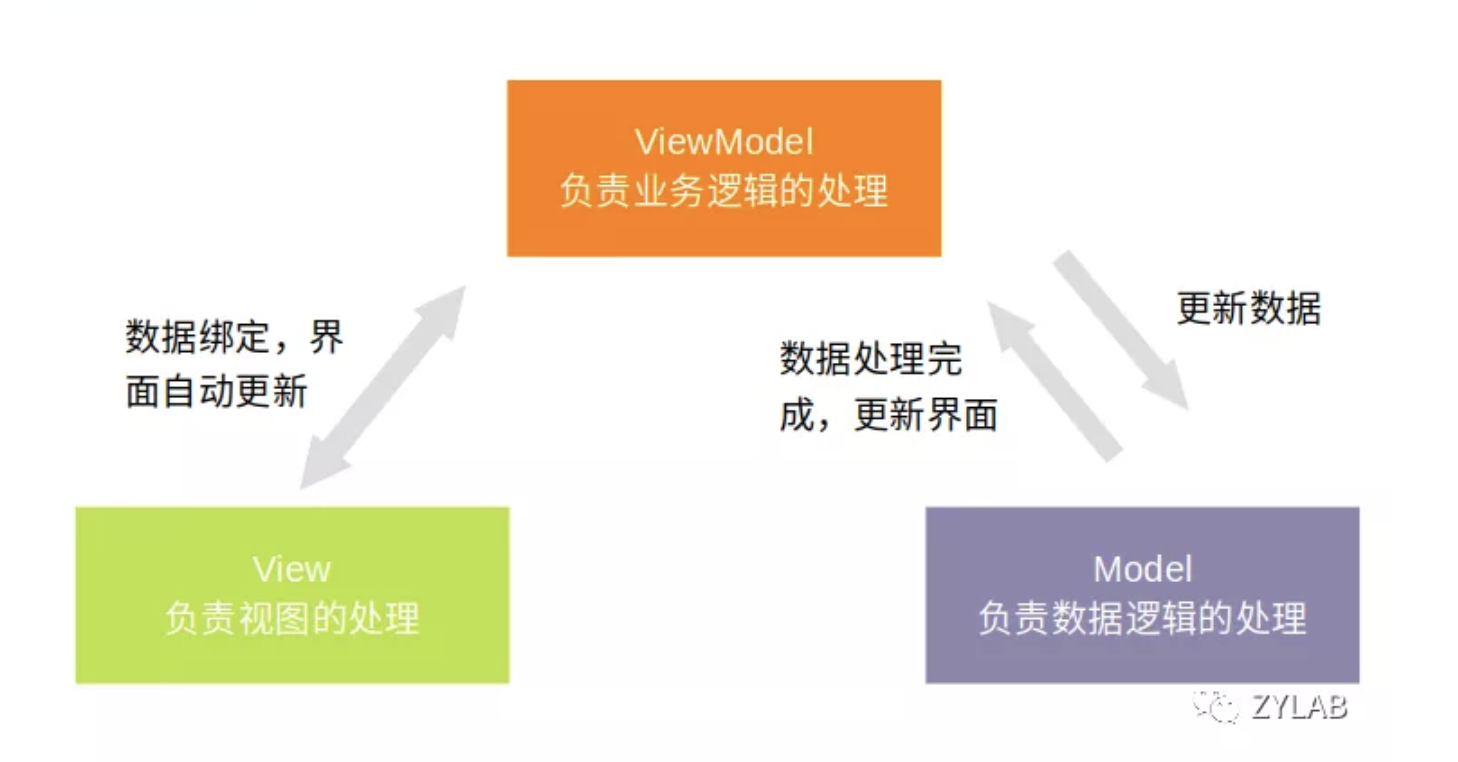 ViewModel
负责业务逻辑的处理
数据绑定，界
面自动更新
更新数据
数据处理完
成，更新界面
View
负责视图的处理
Model
负责数据逻辑的处理
ZYLAB